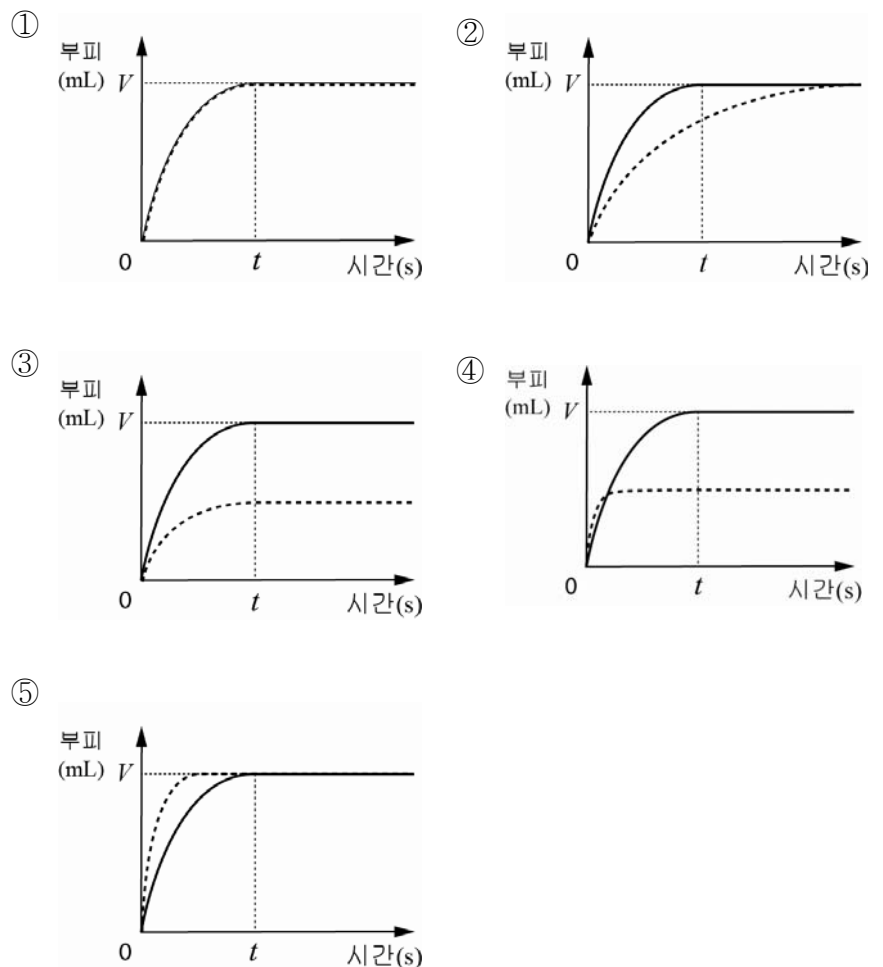 ①
부피
(mL) V
0 t 시간(s)
②
부피
(mL) V
0 t 시간(s)
③
부피
(mL) V
0 t 시간(s)
④
부피
(mL) V
0 t 시간(s)
⑤
부피
(mL) V
0 t 시간(s)